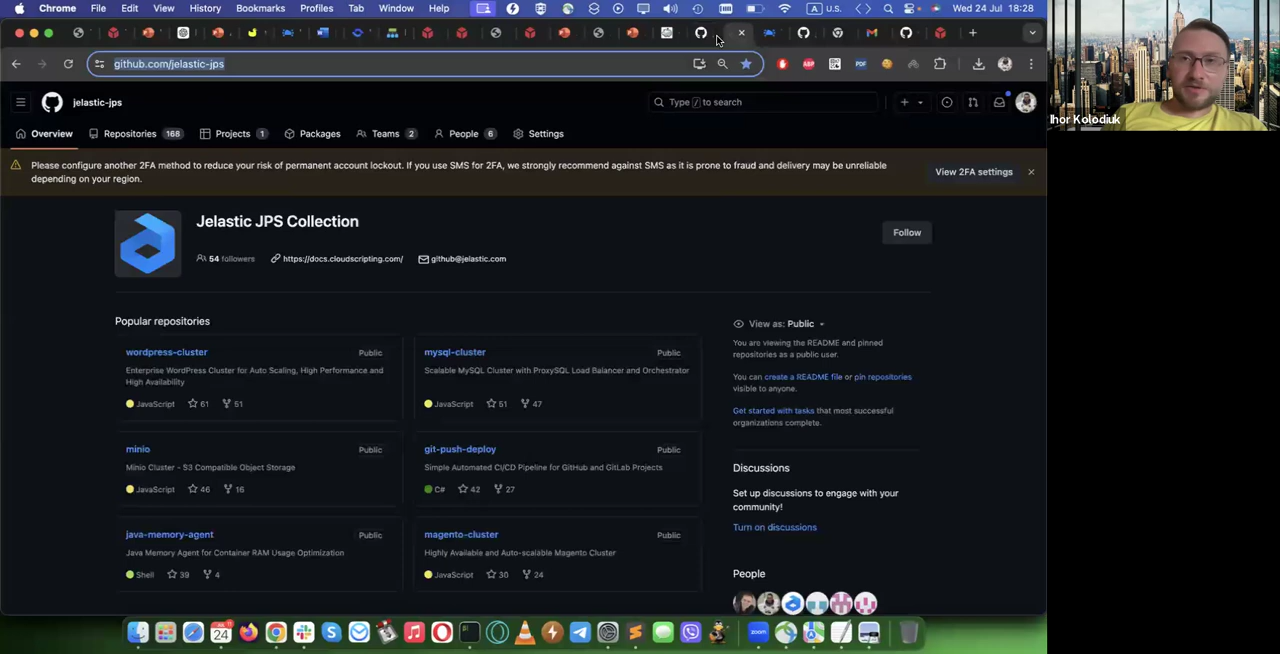 Chrome File Edit View History Bookmarks Profiles Tab Window Help A U.S. Wed 24 Jul 18:28
github.com/jelastic-jps
ABP PDF
jelastic-jps
Type / to search
Overview Repositories 168 Projects 1 Packages Teams 2 People 6 Settings
Please configure another 2FA method to reduce your risk of permanent account lockout. If you use SMS for 2FA, we strongly recommend against SMS as it is prone to fraud and delivery may be unreliable
depending on your region.
View 2FA settings
Jelastic JPS Collection
Follow
54 followers https://docs.cloudscripting.com/ github@jelastic.com
Popular repositories
wordpress-cluster Public
Enterprise WordPress Cluster for Auto Scaling, High Performance and
High Availability
JavaScript 61 51
mysql-cluster Public
Scalable MySQL Cluster with ProxySQL Load Balancer and Orchestrator
JavaScript 51 47
minio Public
Minio Cluster - S3 Compatible Object Storage
JavaScript 46 16
git-push-deploy Public
Simple Automated CI/CD Pipeline for GitHub and GitLab Projects
C# 42 27
java-memory-agent Public
Java Memory Agent for Container RAM Usage Optimization
Shell 39 4
magento-cluster Public
Highly Available and Auto-scalable Magento Cluster
JavaScript 30 24
View as: Public
You are viewing the README and pinned
repositories as a public user.
You can create a README file or pin repositories
visible to anyone.
Get started with tasks that most successful
organizations complete.
Discussions
Set up discussions to engage with your
community!
Turn on discussions
People
24
zoom
Ihor Kolodiuk